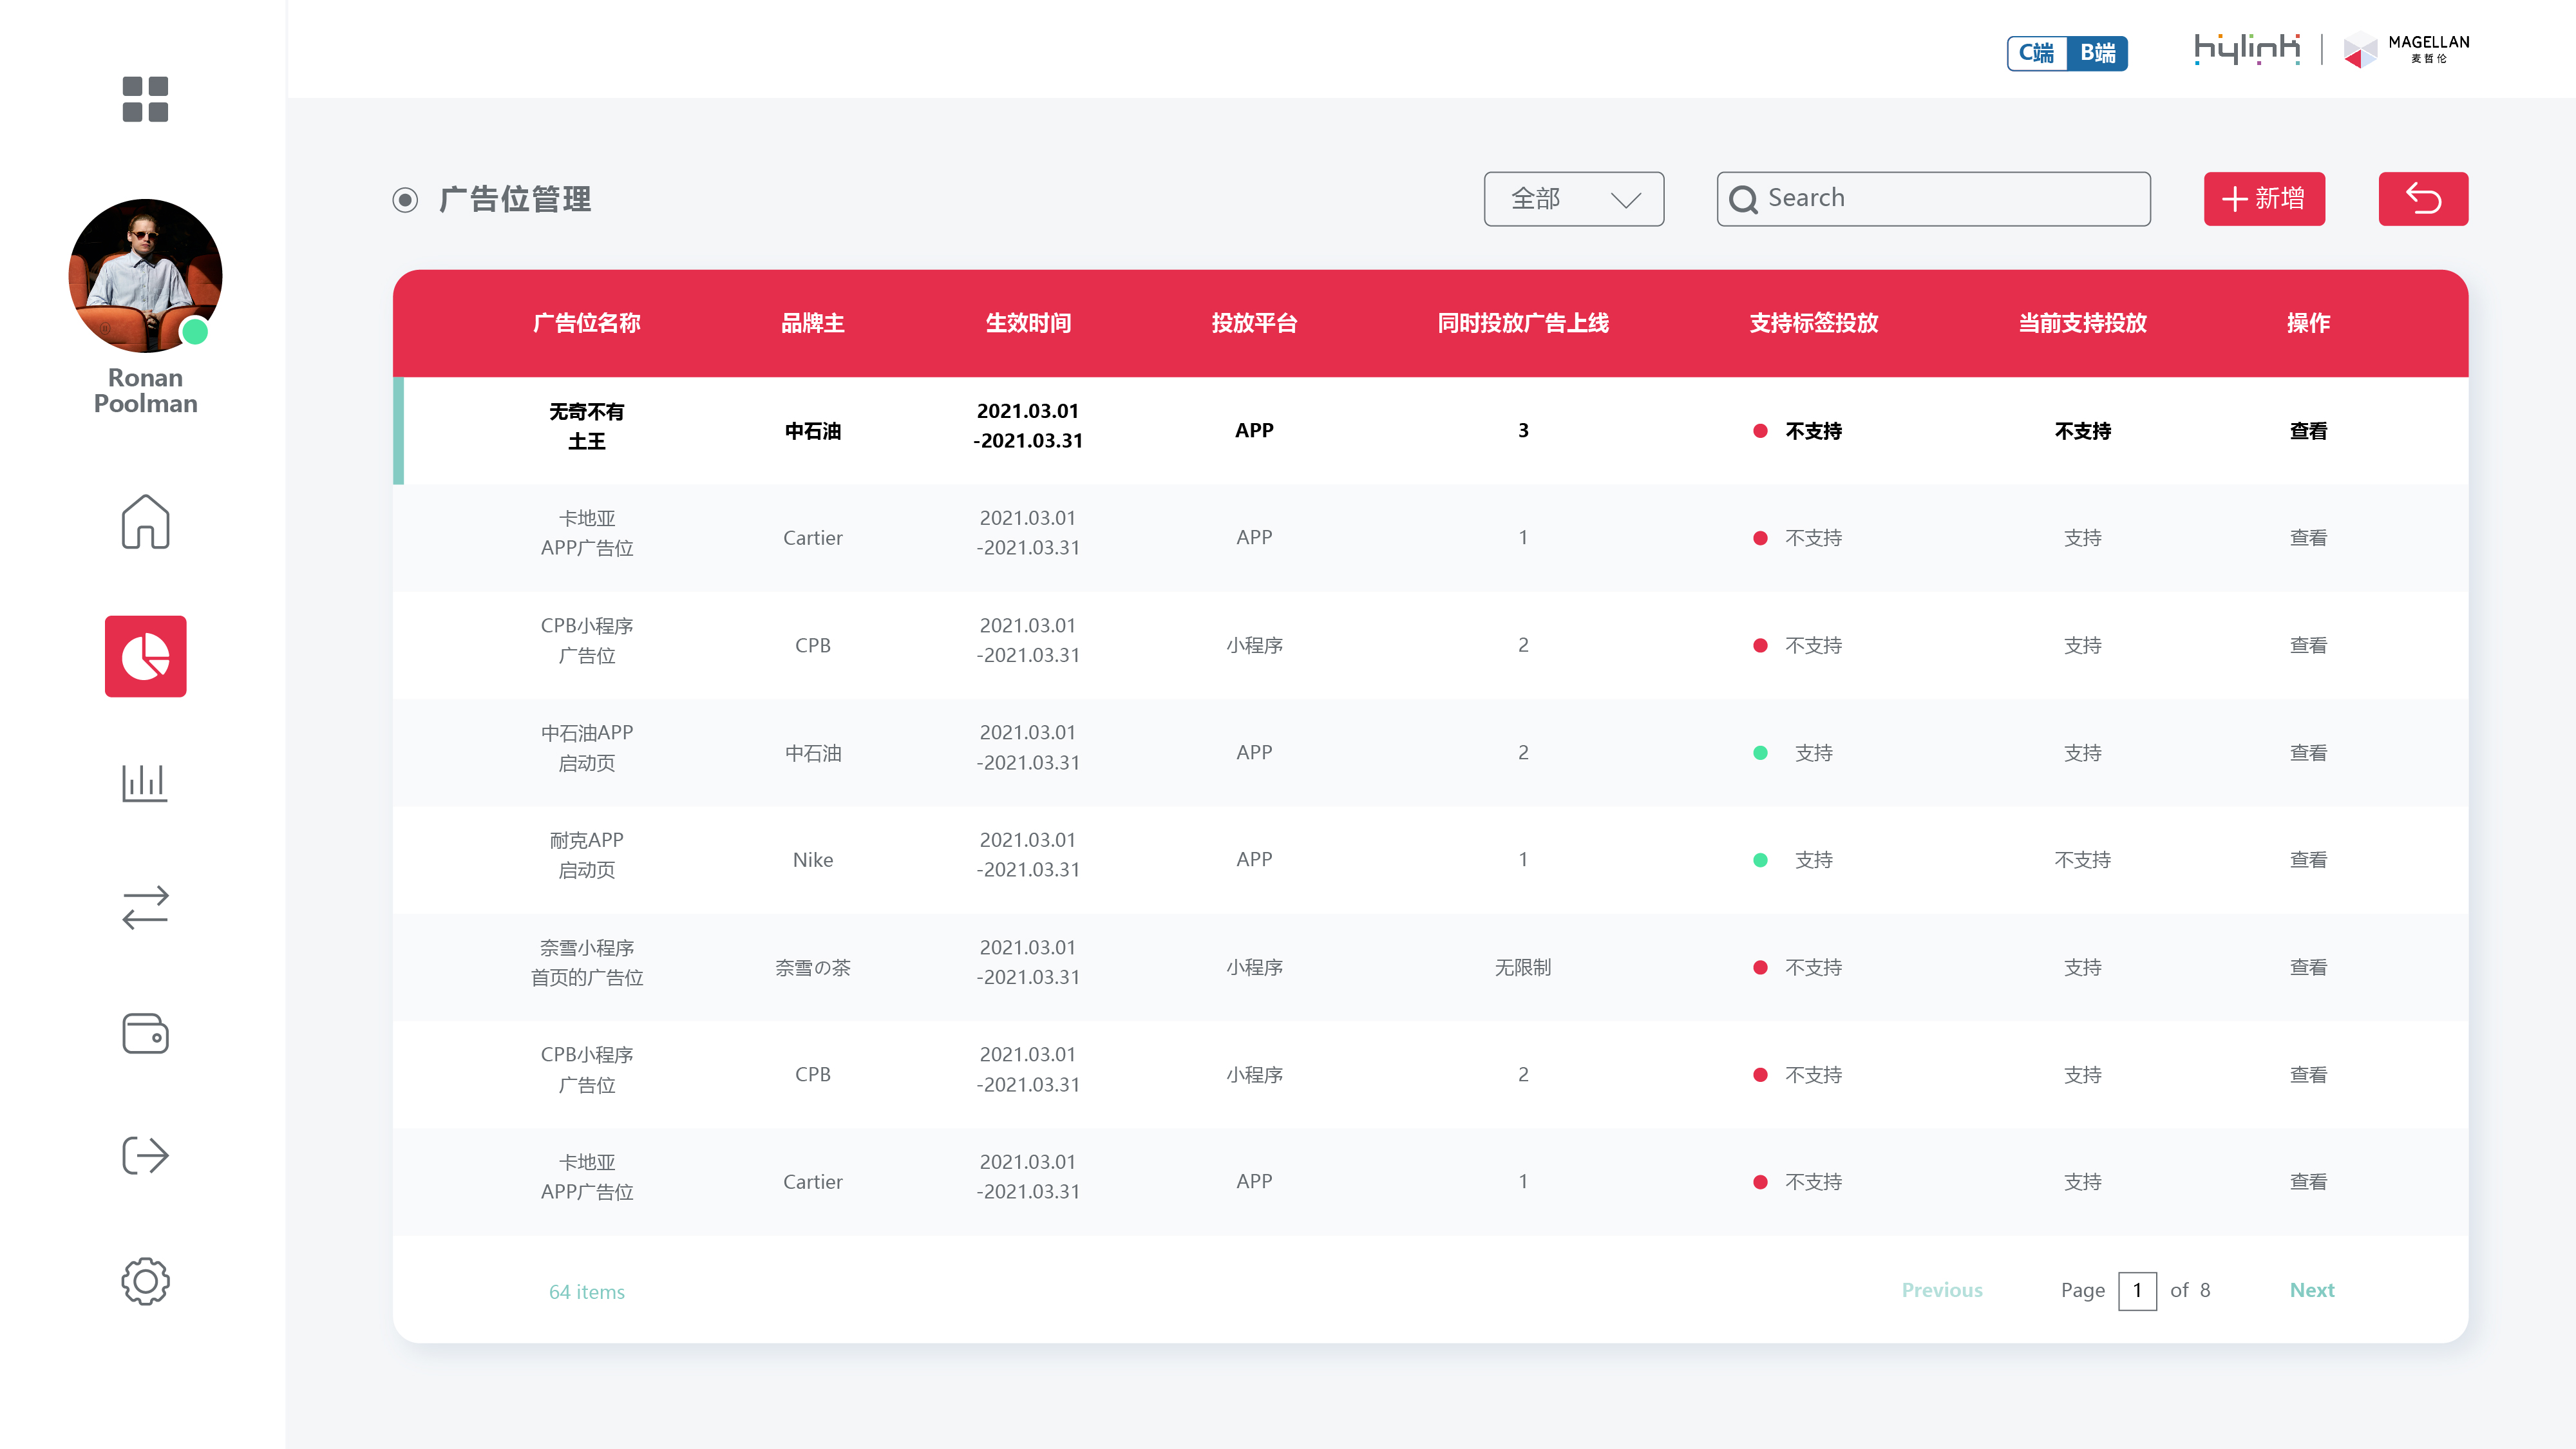 C端 B端
hylink
MAGELLAN
麦哲伦
Ronan
Poolman
广告位管理
全部
Search
新增
广告位名称 品牌主 生效时间 投放平台 同时投放广告上线 支持标签投放 当前支持投放 操作
无奇不有
土王
中石油
2021.03.01
-2021.03.31
APP
3
不支持
不支持
查看
卡地亚
APP广告位
Cartier
2021.03.01
-2021.03.31
APP
1
不支持
支持
查看
CPB小程序
广告位
CPB
2021.03.01
-2021.03.31
小程序
2
不支持
支持
查看
中石油APP
启动页
中石油
2021.03.01
-2021.03.31
APP
2
支持
支持
查看
耐克APP
启动页
Nike
2021.03.01
-2021.03.31
APP
1
支持
不支持
查看
奈雪小程序
首页的广告位
奈雪の茶
2021.03.01
-2021.03.31
小程序
无限制
不支持
支持
查看
CPB小程序
广告位
CPB
2021.03.01
-2021.03.31
小程序
2
不支持
支持
查看
卡地亚
APP广告位
Cartier
2021.03.01
-2021.03.31
APP
1
不支持
支持
查看
64 items
Previous
Page 1 of 8
Next